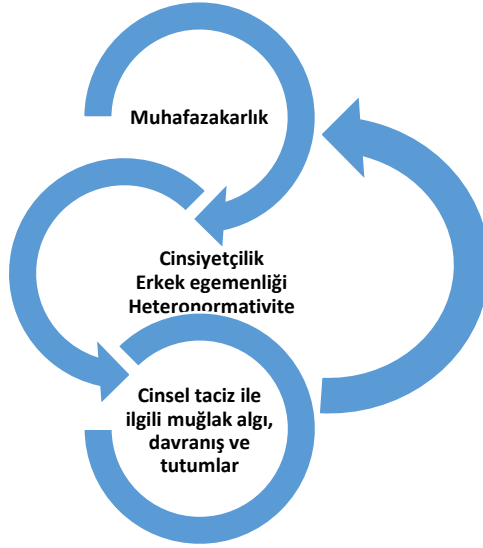 Muhafazakarlık
Cinsiyetçilik
Erkek egemenliği
Heteronormativite
Cinsel taciz ile
ilgili muğlak algı,
davranış ve
tutumlar